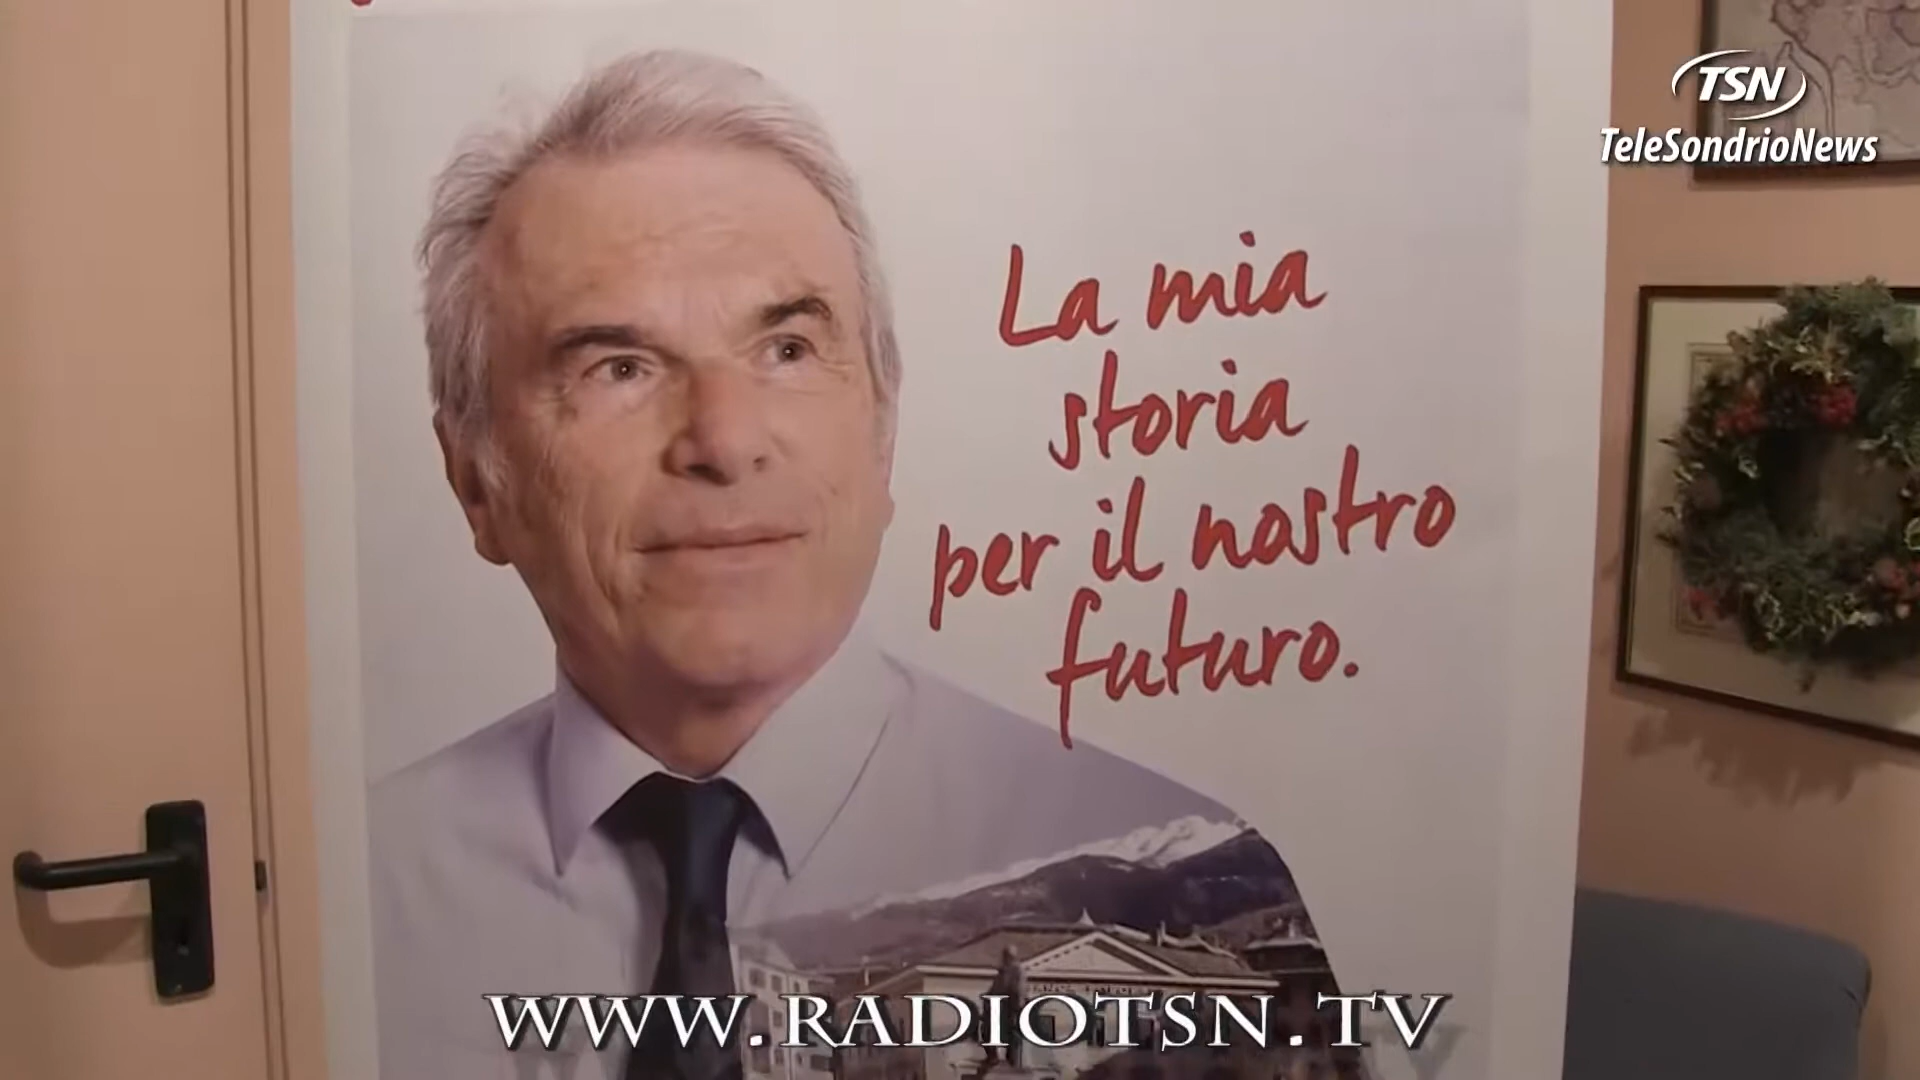 TSN
TeleSondrioNews
La mia
storia
per il nostro
futuro.
WWW.RADIOTSN.TV